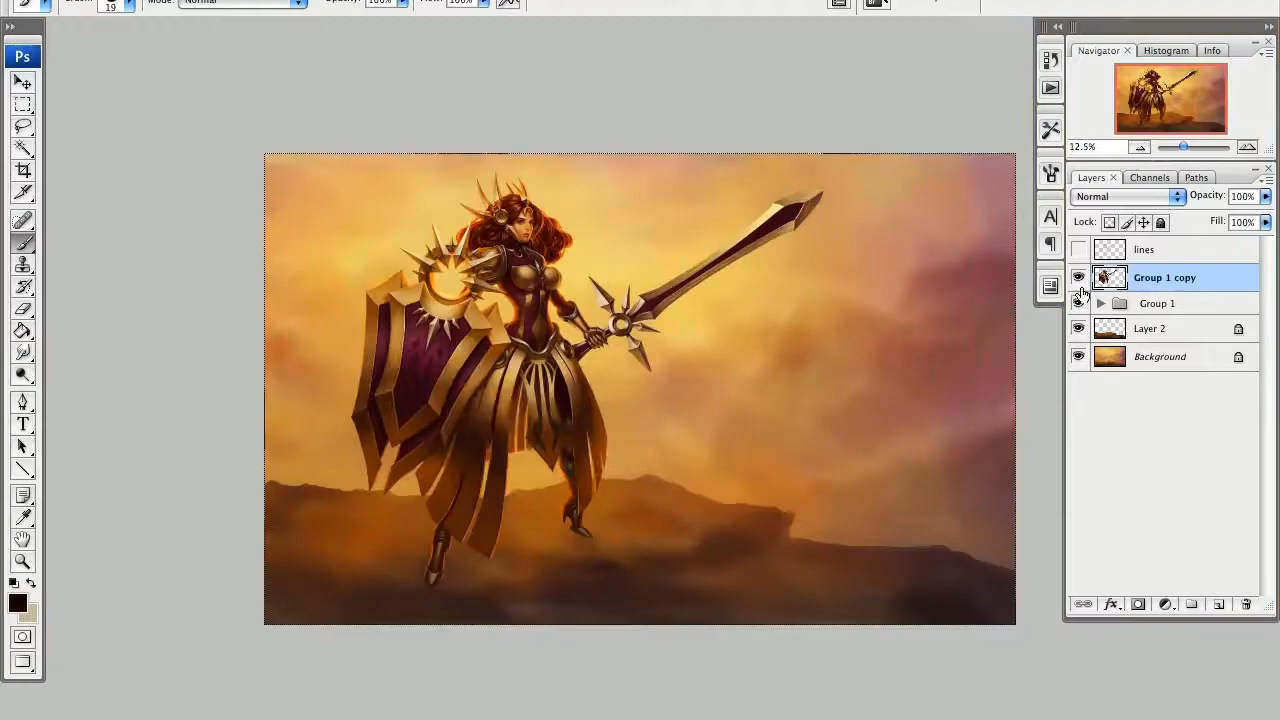 Brush:
19
Mode:
Normal
Opacity:
100%
Flow:
100%
Ps
Navigator × Histogram Info
12.5%
Layers × Channels Paths
Normal
Opacity: 100%
Lock:
Fill: 100%
lines
Group 1 copy
Group 1
Layer 2
Background
A
T
fx